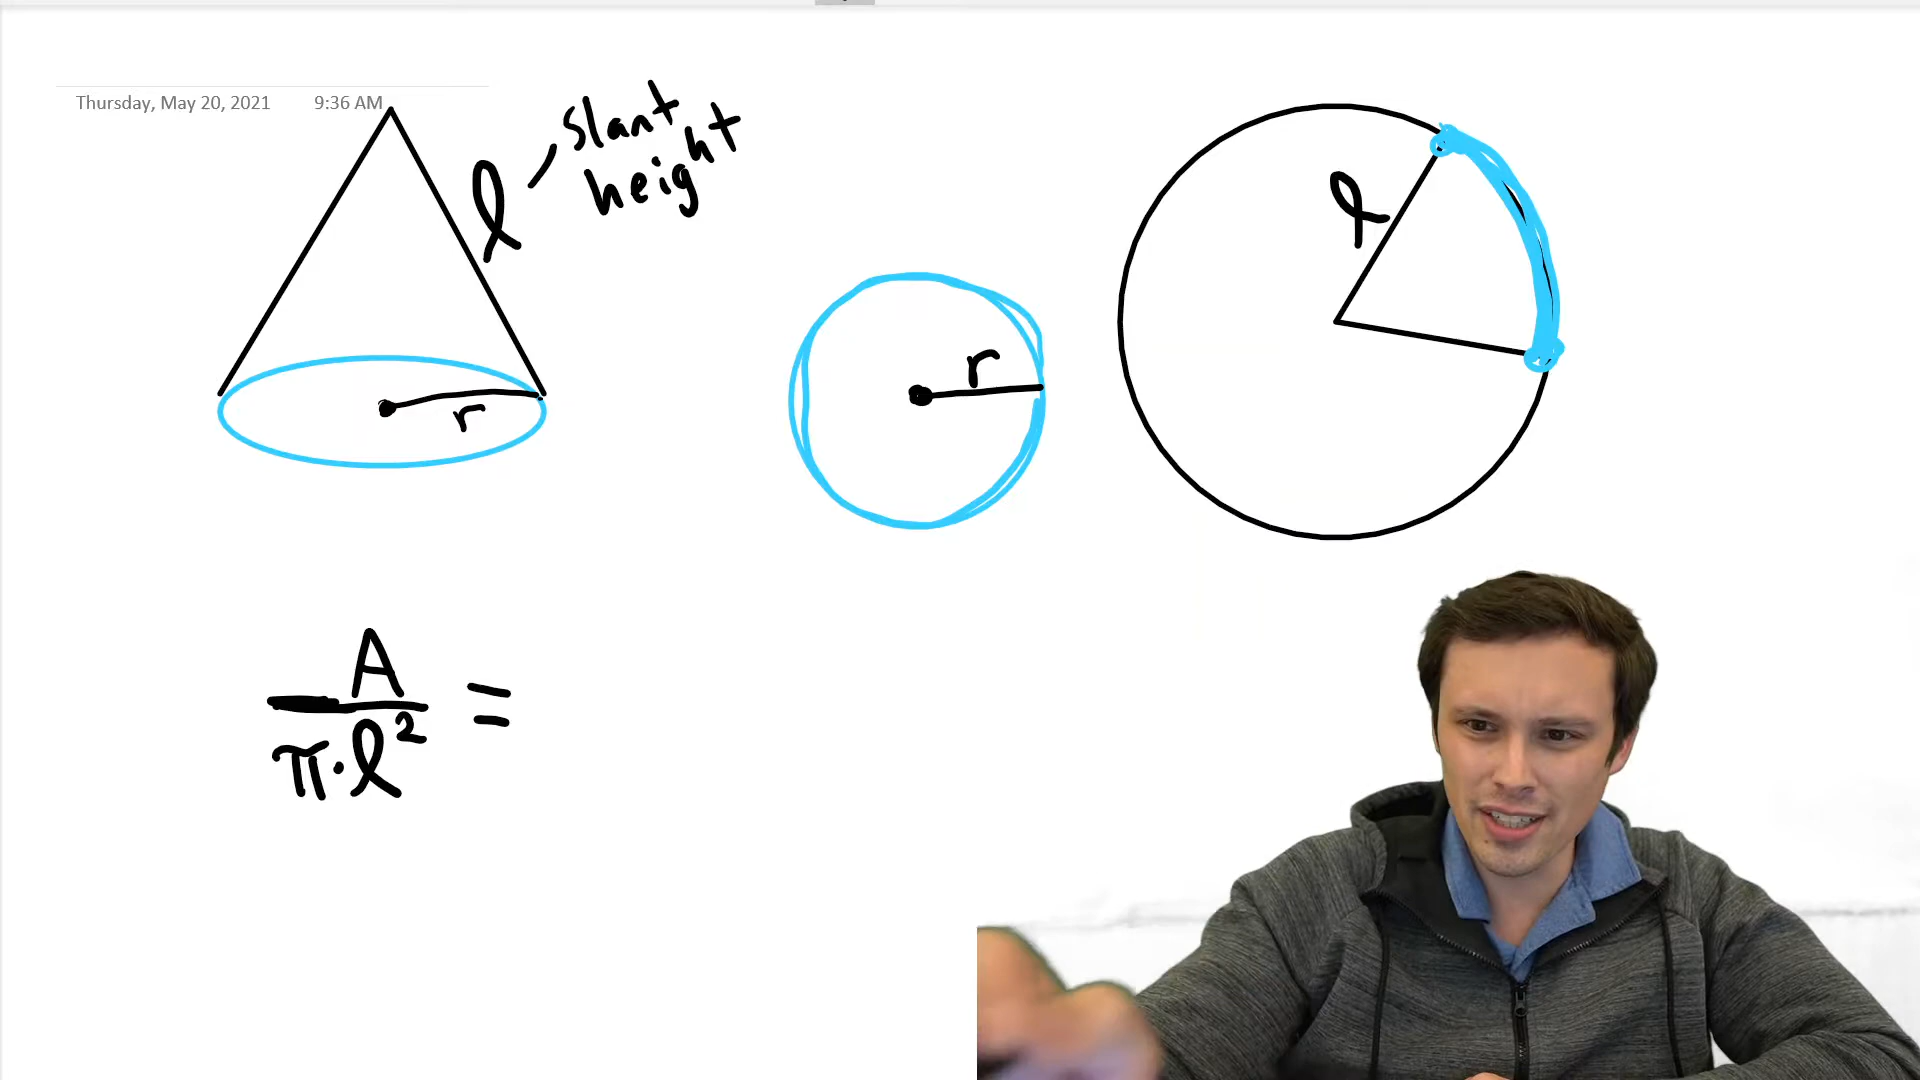 Thursday, May 20, 2021 9:36 AM
slant
height
ℓ
r
r
ℓ
A
π·ℓ² =